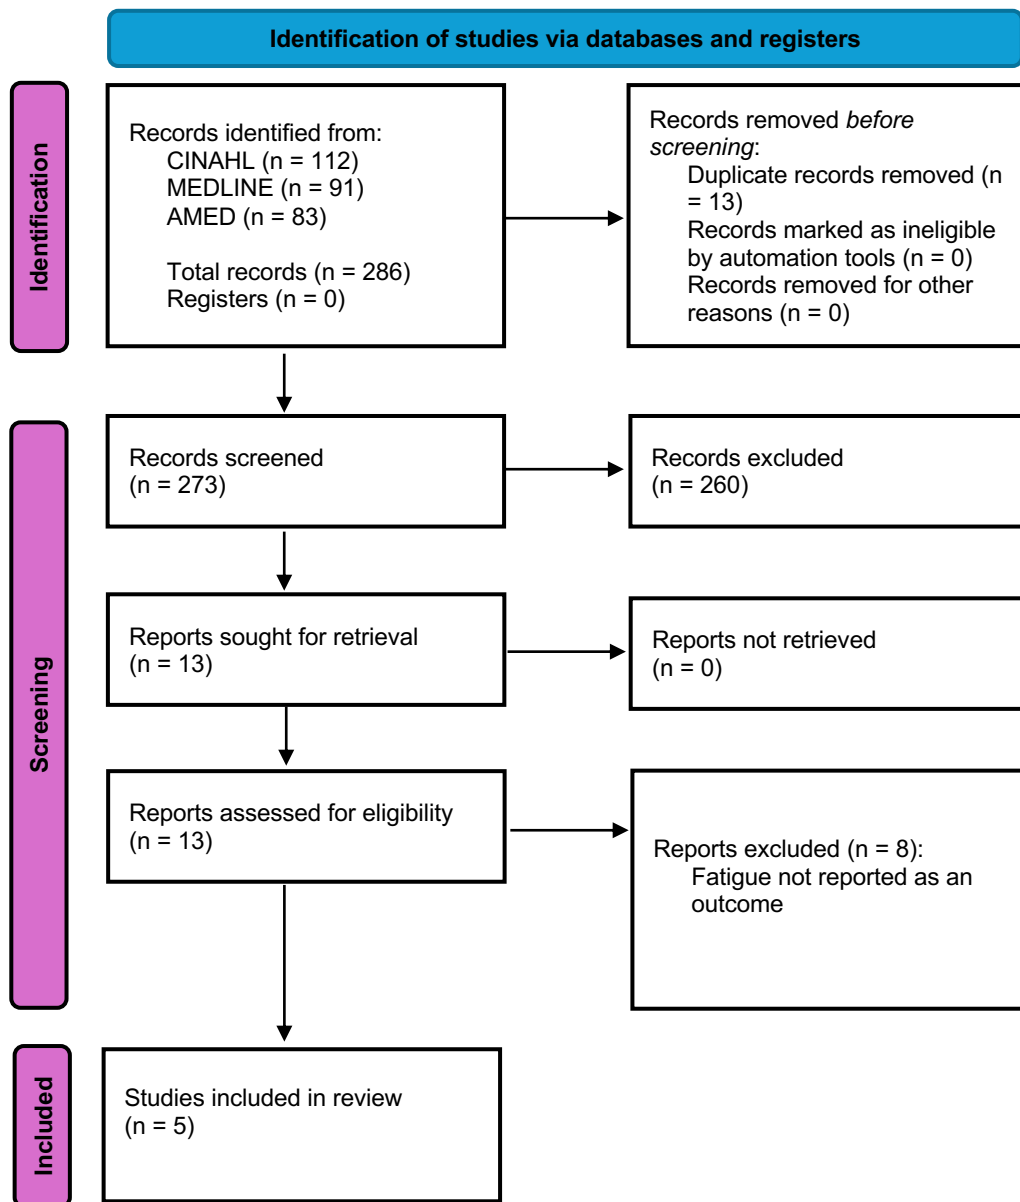 Identification of studies via databases and registers
Identification
Records identified from:
CINAHL (n = 112)
MEDLINE (n = 91)
AMED (n = 83)
Total records (n = 286)
Registers (n = 0)
Records removed before
screening:
Duplicate records removed (n
= 13)
Records marked as ineligible
by automation tools (n = 0)
Records removed for other
reasons (n = 0)
Screening
Records screened
(n = 273)
Records excluded
(n = 260)
Reports sought for retrieval
(n = 13)
Reports not retrieved
(n = 0)
Reports assessed for eligibility
(n = 13)
Reports excluded (n = 8):
Fatigue not reported as an
outcome
Included
Studies included in review
(n = 5)